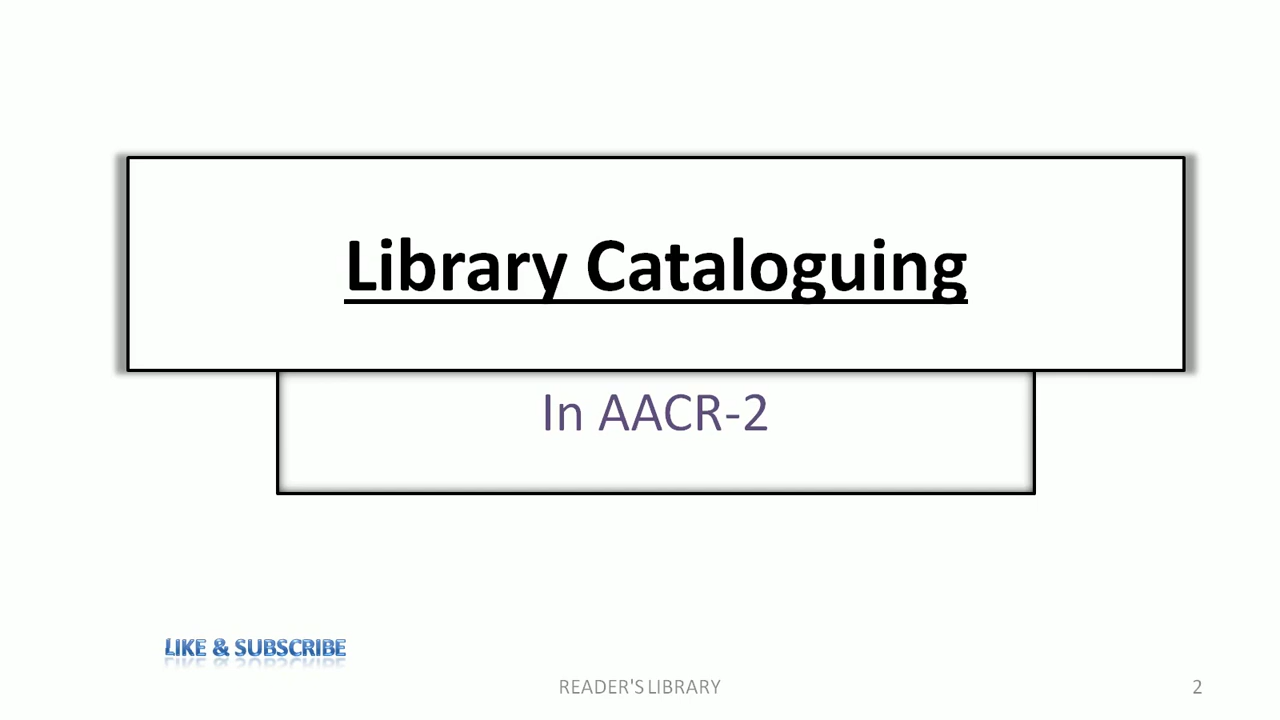 Library Cataloguing
In AACR-2
LIKE & SUBSCRIBE
READER'S LIBRARY
2